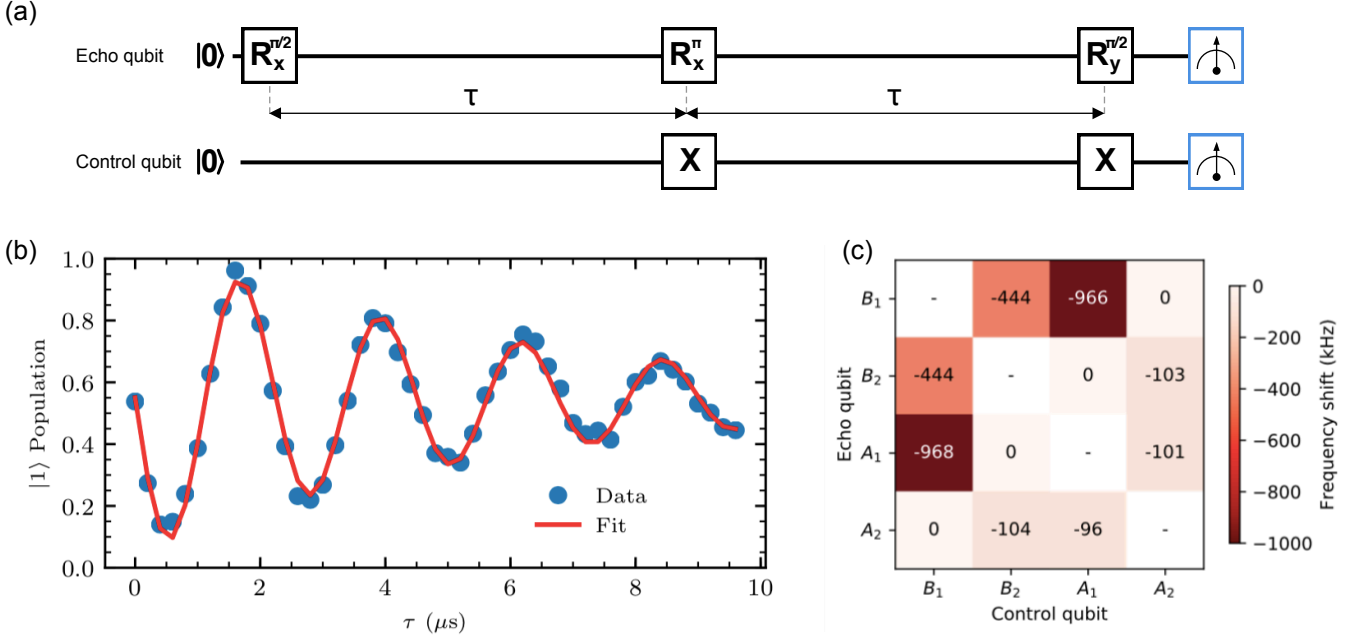 (a)
Echo qubit |0⟩ R_x^{π/2} R_x^π R_y^{π/2}
τ τ
Control qubit |0⟩ X X
(b)
1.0
0.8
0.6
0.4
0.2
0.0
|1⟩ Population
0 2 4 6 8 10
τ (μs)
Data
Fit
(c)
Echo qubit
B₁ - -444 -966 0
B₂ -444 - 0 -103
A₁ -968 0 - -101
A₂ 0 -104 -96 -
B₁ B₂ A₁ A₂
Control qubit
0
−200
−400
−600
−800
−1000
Frequency shift (kHz)